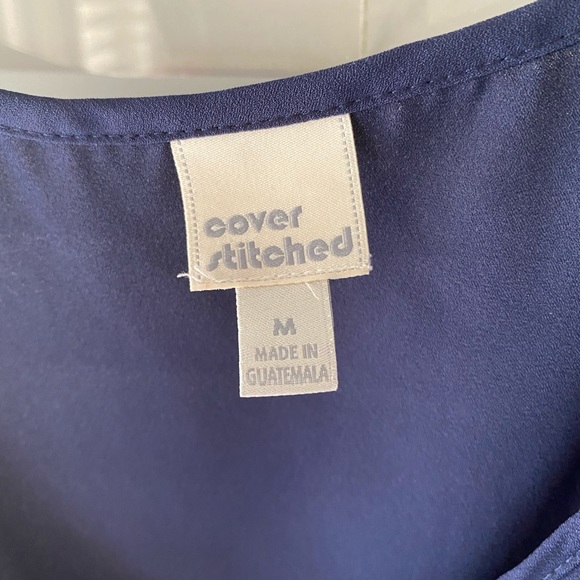 cover
stitched
M
MADE IN
GUATEMALA